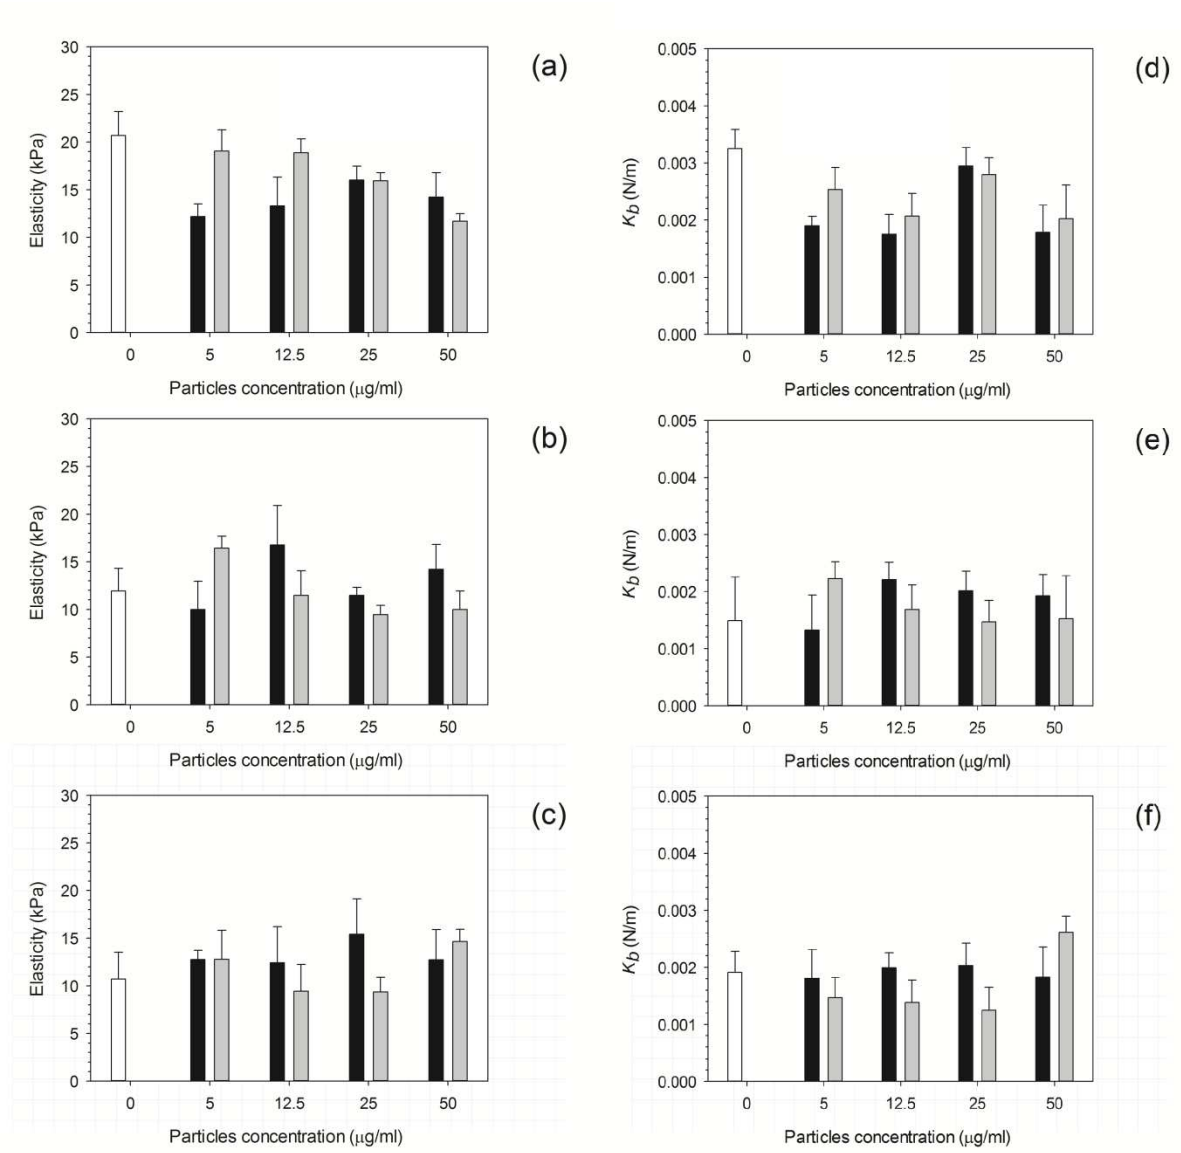 (a)
30
25
20
15
10
5
0
Elasticity (kPa)
0 5 12.5 25 50
Particles concentration (μg/ml)
(d)
0.005
0.004
0.003
0.002
0.001
0.000
Kb (N/m)
0 5 12.5 25 50
Particles concentration (μg/ml)
(b)
30
25
20
15
10
5
0
Elasticity (kPa)
0 5 12.5 25 50
Particles concentration (μg/ml)
(e)
0.005
0.004
0.003
0.002
0.001
0.000
Kb (N/m)
0 5 12.5 25 50
Particles concentration (μg/ml)
(c)
30
25
20
15
10
5
0
Elasticity (kPa)
0 5 12.5 25 50
Particles concentration (μg/ml)
(f)
0.005
0.004
0.003
0.002
0.001
0.000
Kb (N/m)
0 5 12.5 25 50
Particles concentration (μg/ml)